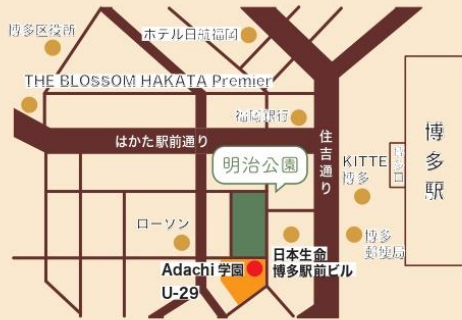 博多区役所
ホテル日航福岡
THE BLOSSOM HAKATA Premier
福岡銀行
はかた駅前通り
住吉通り
明治公園
KITTE
博多
博多口
博多駅
ローソン
Adachi 学園
U-29
日本生命
博多駅前ビル
博多
郵便局